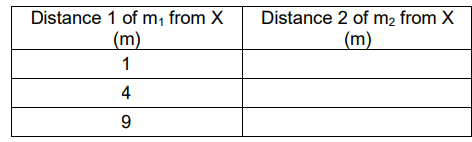 Distance 1 of m₁ from X
(m)
Distance 2 of m₂ from X
(m)
1
4
9